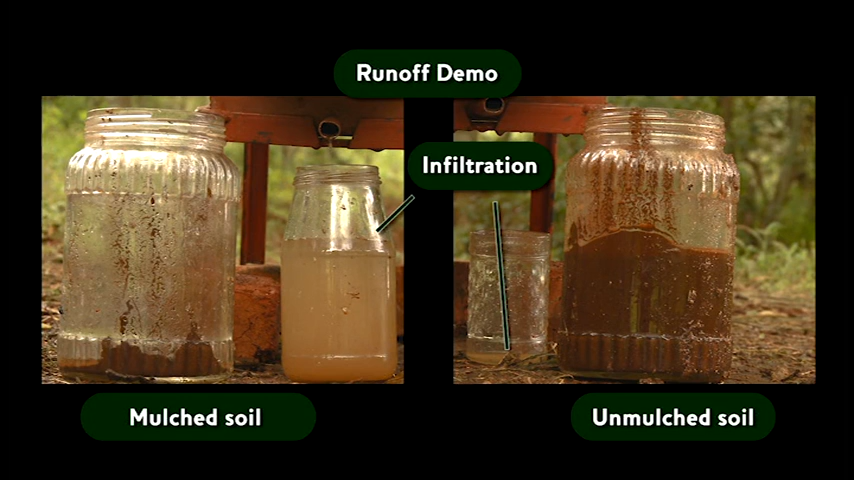 Runoff Demo
Infiltration
Mulched soil
Unmulched soil